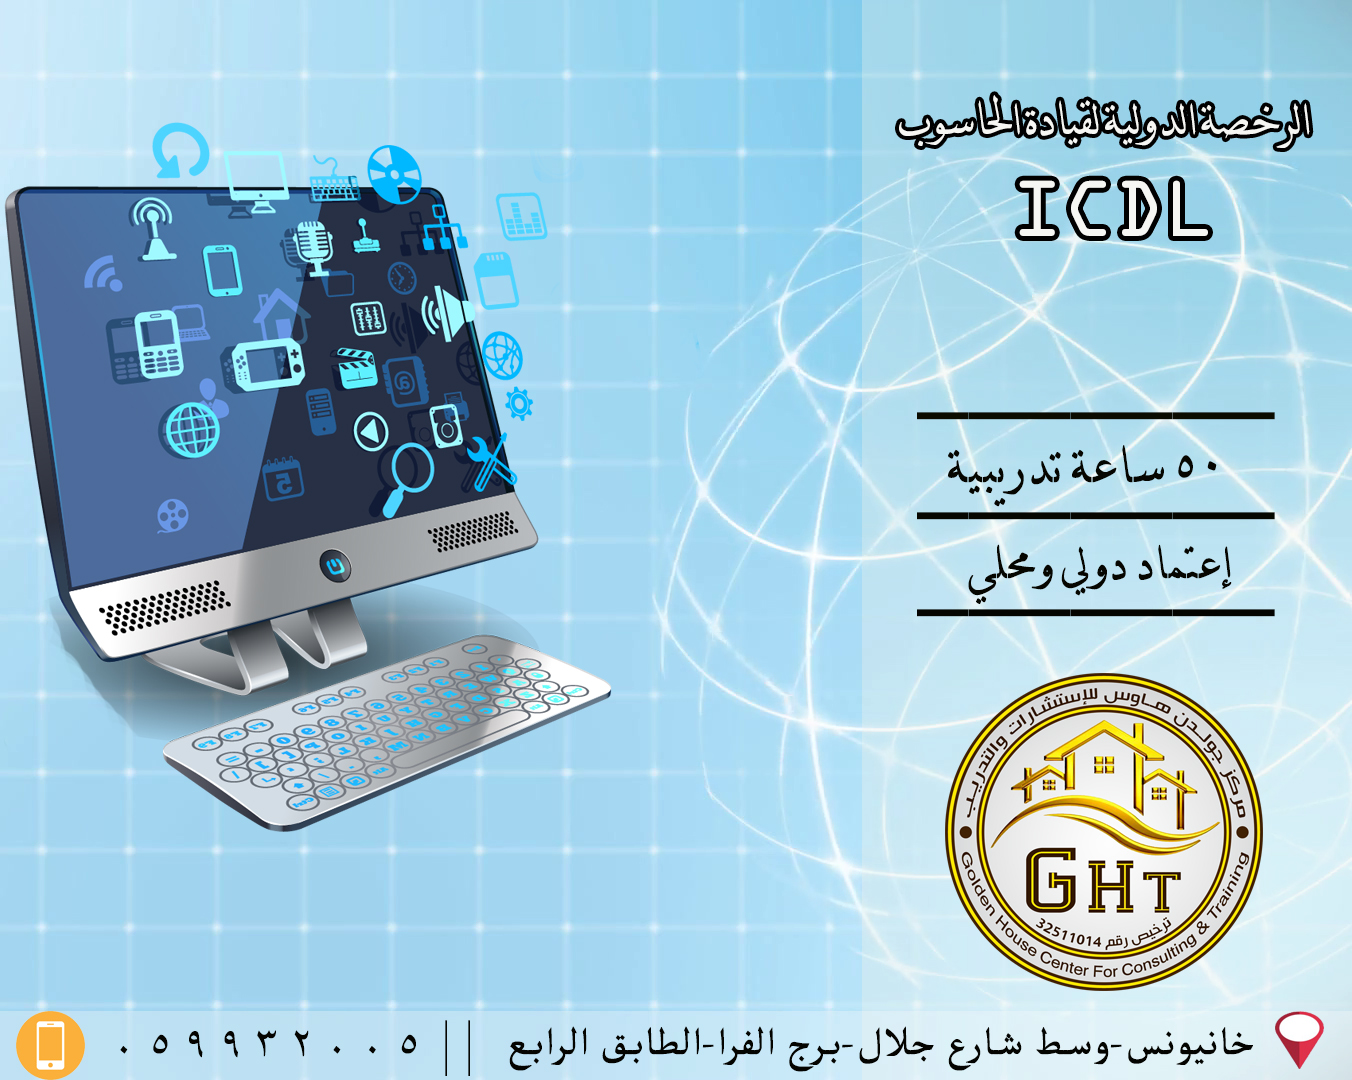 الرخصة الدولية لقيادة الحاسوب
ICDL
٥٠ ساعة تدريبية
إعتماد دولي ومحلي
مركز جولدن هاوس للإستشارات والتدريب
GHT
ترخيص رقم 32511014
Golden House Center For Consulting & Training
خانيونس-وسط شارع جلال-برج الفرا-الطابق الرابع || ٠٥٩٩٣٢٠٠٥